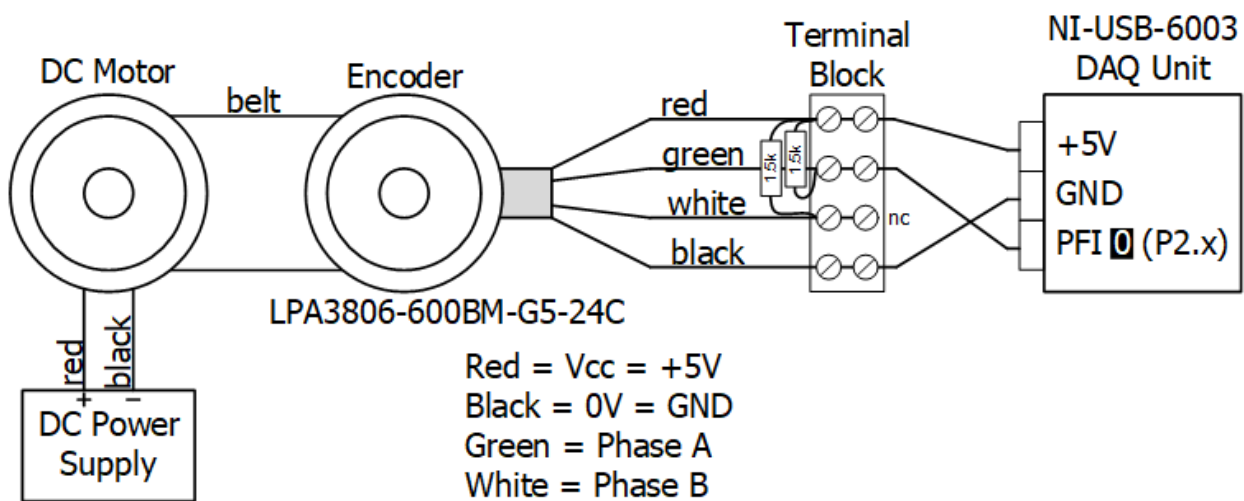 DC Motor
belt
Encoder
red
green
white
black
Terminal
Block
1.5k
1.5k
nc
NI-USB-6003
DAQ Unit
+5V
GND
PFI 0 (P2.x)
LPA3806-600BM-G5-24C
red
black
+
−
DC Power
Supply
Red = Vcc = +5V
Black = 0V = GND
Green = Phase A
White = Phase B